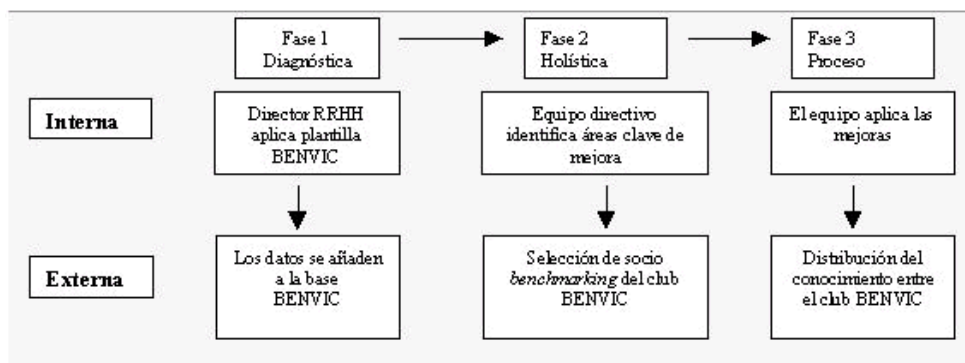 Fase 1
Diagnóstica
Fase 2
Holística
Fase 3
Proceso
Interna
Director RRHH
aplica plantilla
BENVIC
Equipo directivo
identifica áreas clave de
mejora
El equipo aplica las
mejoras
Externa
Los datos se añaden
a la base
BENVIC
Selección de socio
benchmarking del club
BENVIC
Distribución del
conocimiento entre
el club BENVIC